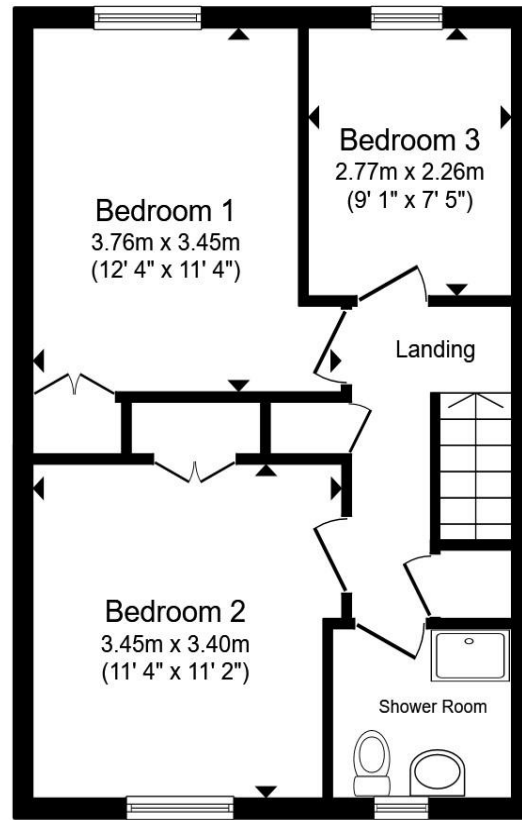 Bedroom 3
2.77m x 2.26m
(9' 1" x 7' 5")
Bedroom 1
3.76m x 3.45m
(12' 4" x 11' 4")
Landing
Bedroom 2
3.45m x 3.40m
(11' 4" x 11' 2")
Shower Room